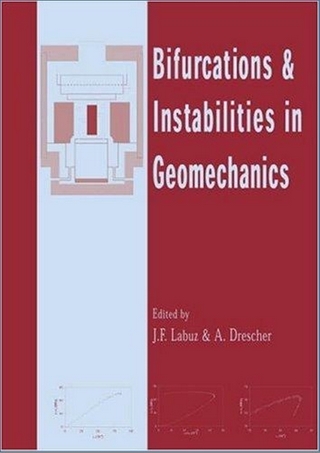 Bifurcations &
Instabilities in
Geomechanics
Edited by
J.F. Labuz & A. Drescher